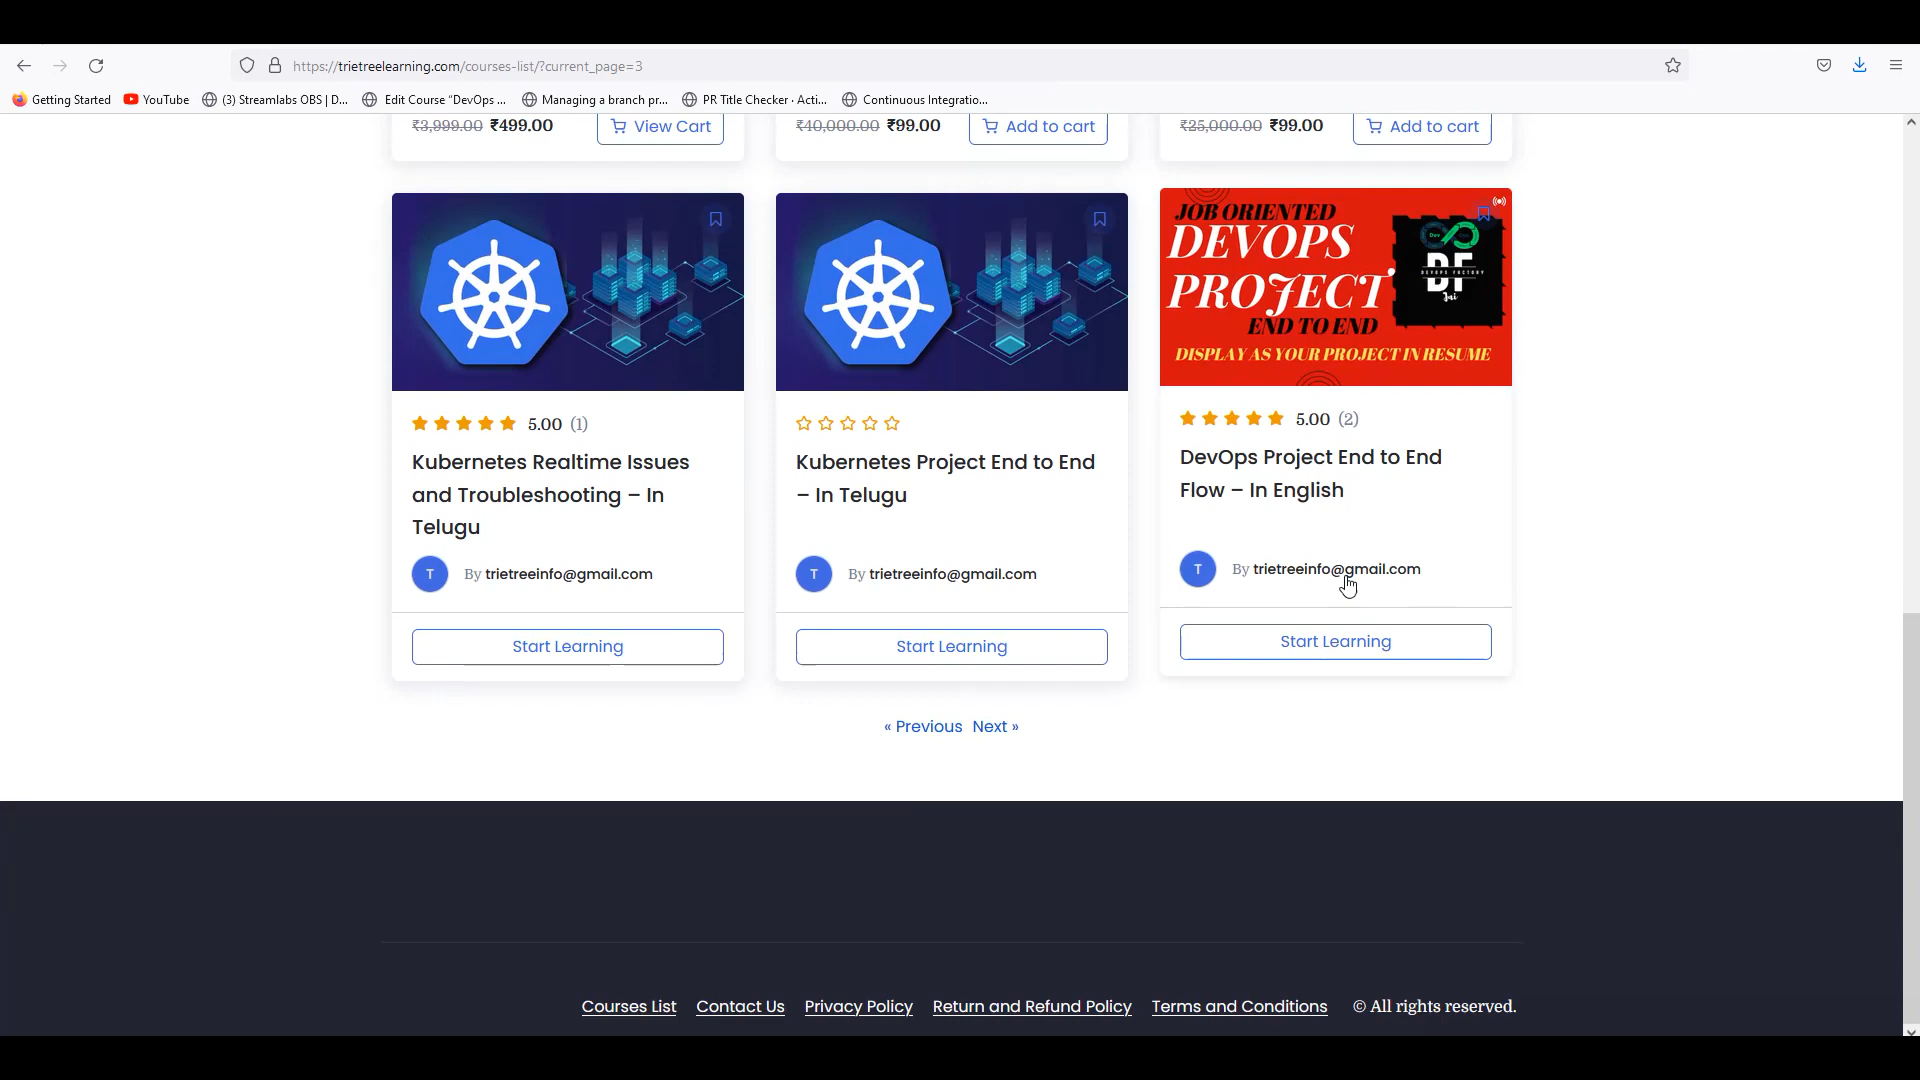 https://trietreelearning.com/courses-list/?current_page=3
Getting Started YouTube (3) Streamlabs OBS | D... Edit Course “DevOps ... Managing a branch pr... PR Title Checker · Acti... Continuous Integratio...
₹3,999.00 ₹499.00 View Cart
₹40,000.00 ₹99.00 Add to cart
₹25,000.00 ₹99.00 Add to cart
JOB ORIENTED
DEVOPS
PROJECT
END TO END
DISPLAY AS YOUR PROJECT IN RESUME
Dev
DF
DEVOPS FACTORY
Jai
5.00 (1)
Kubernetes Realtime Issues
and Troubleshooting – In
Telugu
T By trietreeinfo@gmail.com
Start Learning
Kubernetes Project End to End
– In Telugu
T By trietreeinfo@gmail.com
Start Learning
5.00 (2)
DevOps Project End to End
Flow – In English
T By trietreeinfo@gmail.com
Start Learning
« Previous Next »
Courses List Contact Us Privacy Policy Return and Refund Policy Terms and Conditions © All rights reserved.